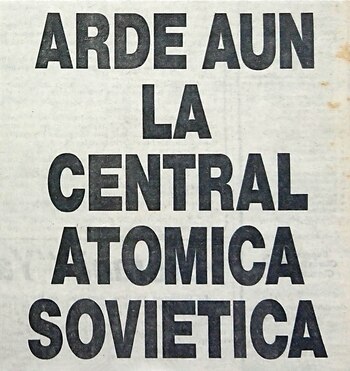 ARDE AUN
LA
CENTRAL
ATOMICA
SOVIETICA